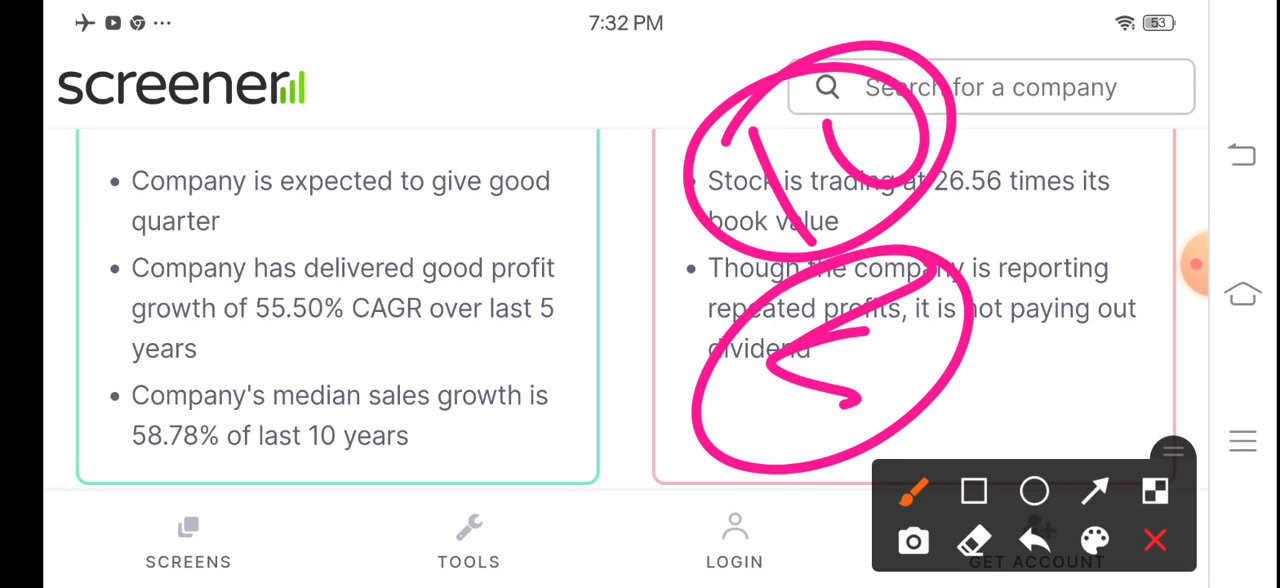 7:32 PM
53
screener
Search for a company
Company is expected to give good
quarter
Company has delivered good profit
growth of 55.50% CAGR over last 5
years
Company's median sales growth is
58.78% of last 10 years
Stock is trading at 26.56 times its
book value
Though the company is reporting
repeated profits, it is not paying out
dividend
SCREENS
TOOLS
LOGIN
GET ACCOUNT